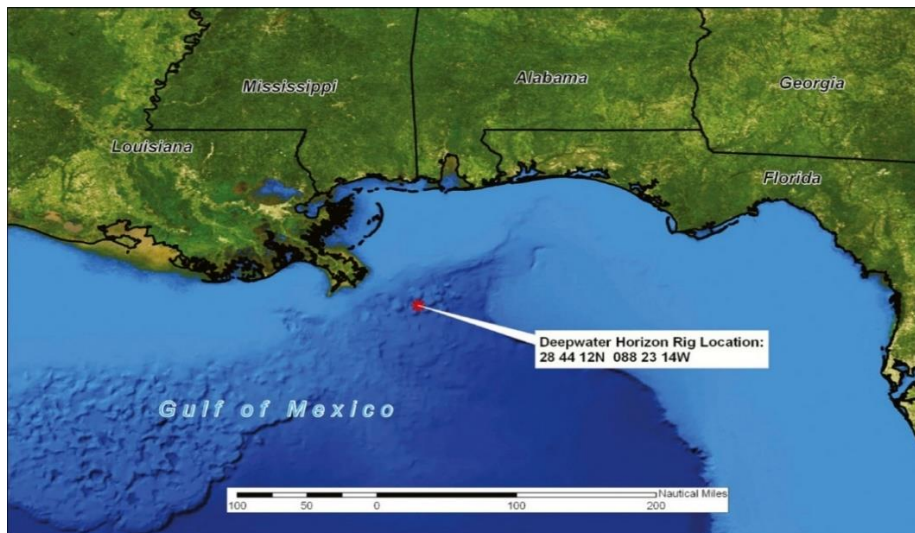 Mississippi
Alabama
Georgia
Louisiana
Florida
Deepwater Horizon Rig Location:
28 44 12N 088 23 14W
Gulf of Mexico
Nautical Miles
100 50 0 100 200